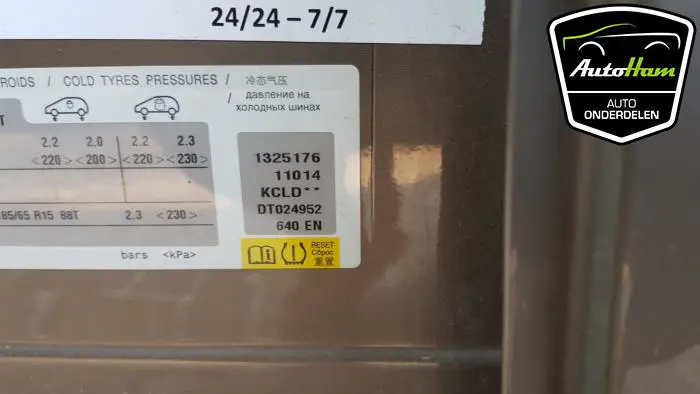 24/24 – 7/7
AutoHam
AUTO
ONDERDELEN
ROIDS / COLD TYRES PRESSURES / 冷态气压
/ давление на
холодных шинах
T
2.2 2.0 2.2 2.3
<220> <200> <220> <230>
85/65 R15 88T 2.3 <230>
bars <kPa>
1325176
11014
KCLD**
DT024952
640 EN
RESET
Сброс
重置